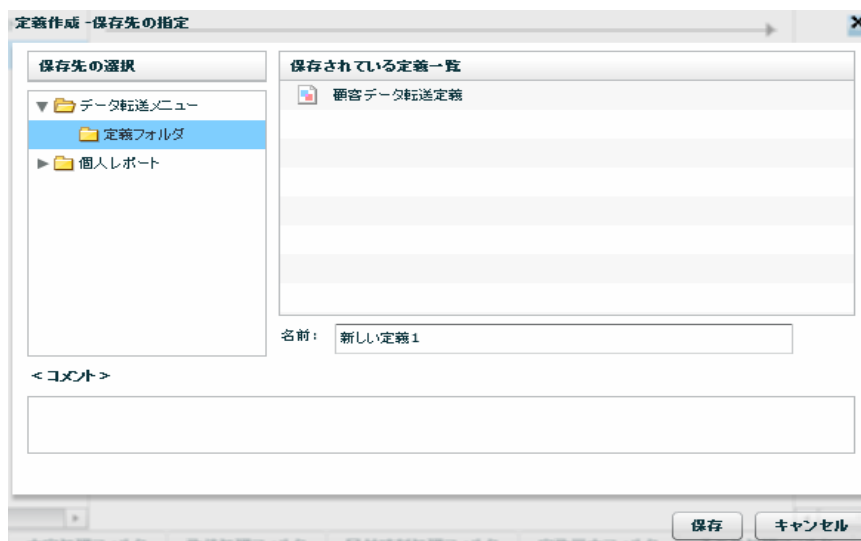 定義作成 -保存先の指定
保存先の選択
データ転送メニュー
定義フォルダ
個人レポート
保存されている定義一覧
顧客データ転送定義
名前:
新しい定義1
<コメント>
保存
キャンセル